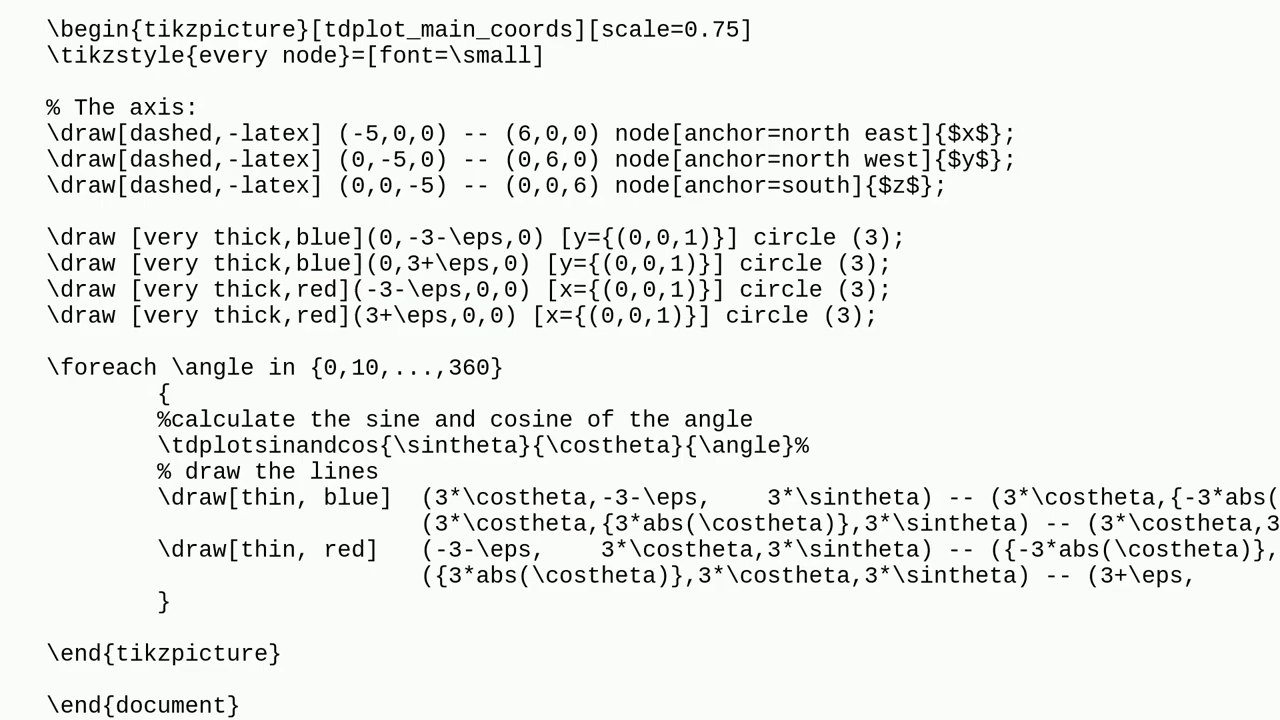 \begin{tikzpicture}[tdplot_main_coords][scale=0.75]
\tikzstyle{every node}=[font=\small]
% The axis:
\draw[dashed,-latex] (-5,0,0) -- (6,0,0) node[anchor=north east]{$x$};
\draw[dashed,-latex] (0,-5,0) -- (0,6,0) node[anchor=north west]{$y$};
\draw[dashed,-latex] (0,0,-5) -- (0,0,6) node[anchor=south]{$z$};
\draw [very thick,blue](0,-3-\eps,0) [y={(0,0,1)}] circle (3);
\draw [very thick,blue](0,3+\eps,0) [y={(0,0,1)}] circle (3);
\draw [very thick,red](-3-\eps,0,0) [x={(0,0,1)}] circle (3);
\draw [very thick,red](3+\eps,0,0) [x={(0,0,1)}] circle (3);
\foreach \angle in {0,10,...,360}
{
%calculate the sine and cosine of the angle
\tdplotsinandcos{\sintheta}{\costheta}{\angle}%
% draw the lines
\draw[thin, blue]  (3*\costheta,-3-\eps,    3*\sintheta) -- (3*\costheta,{-3*abs(
(3*\costheta,{3*abs(\costheta)},3*\sintheta) -- (3*\costheta,3
\draw[thin, red]   (-3-\eps,    3*\costheta,3*\sintheta) -- ({-3*abs(\costheta)},
({3*abs(\costheta)},3*\costheta,3*\sintheta) -- (3+\eps,
}
\end{tikzpicture}
\end{document}